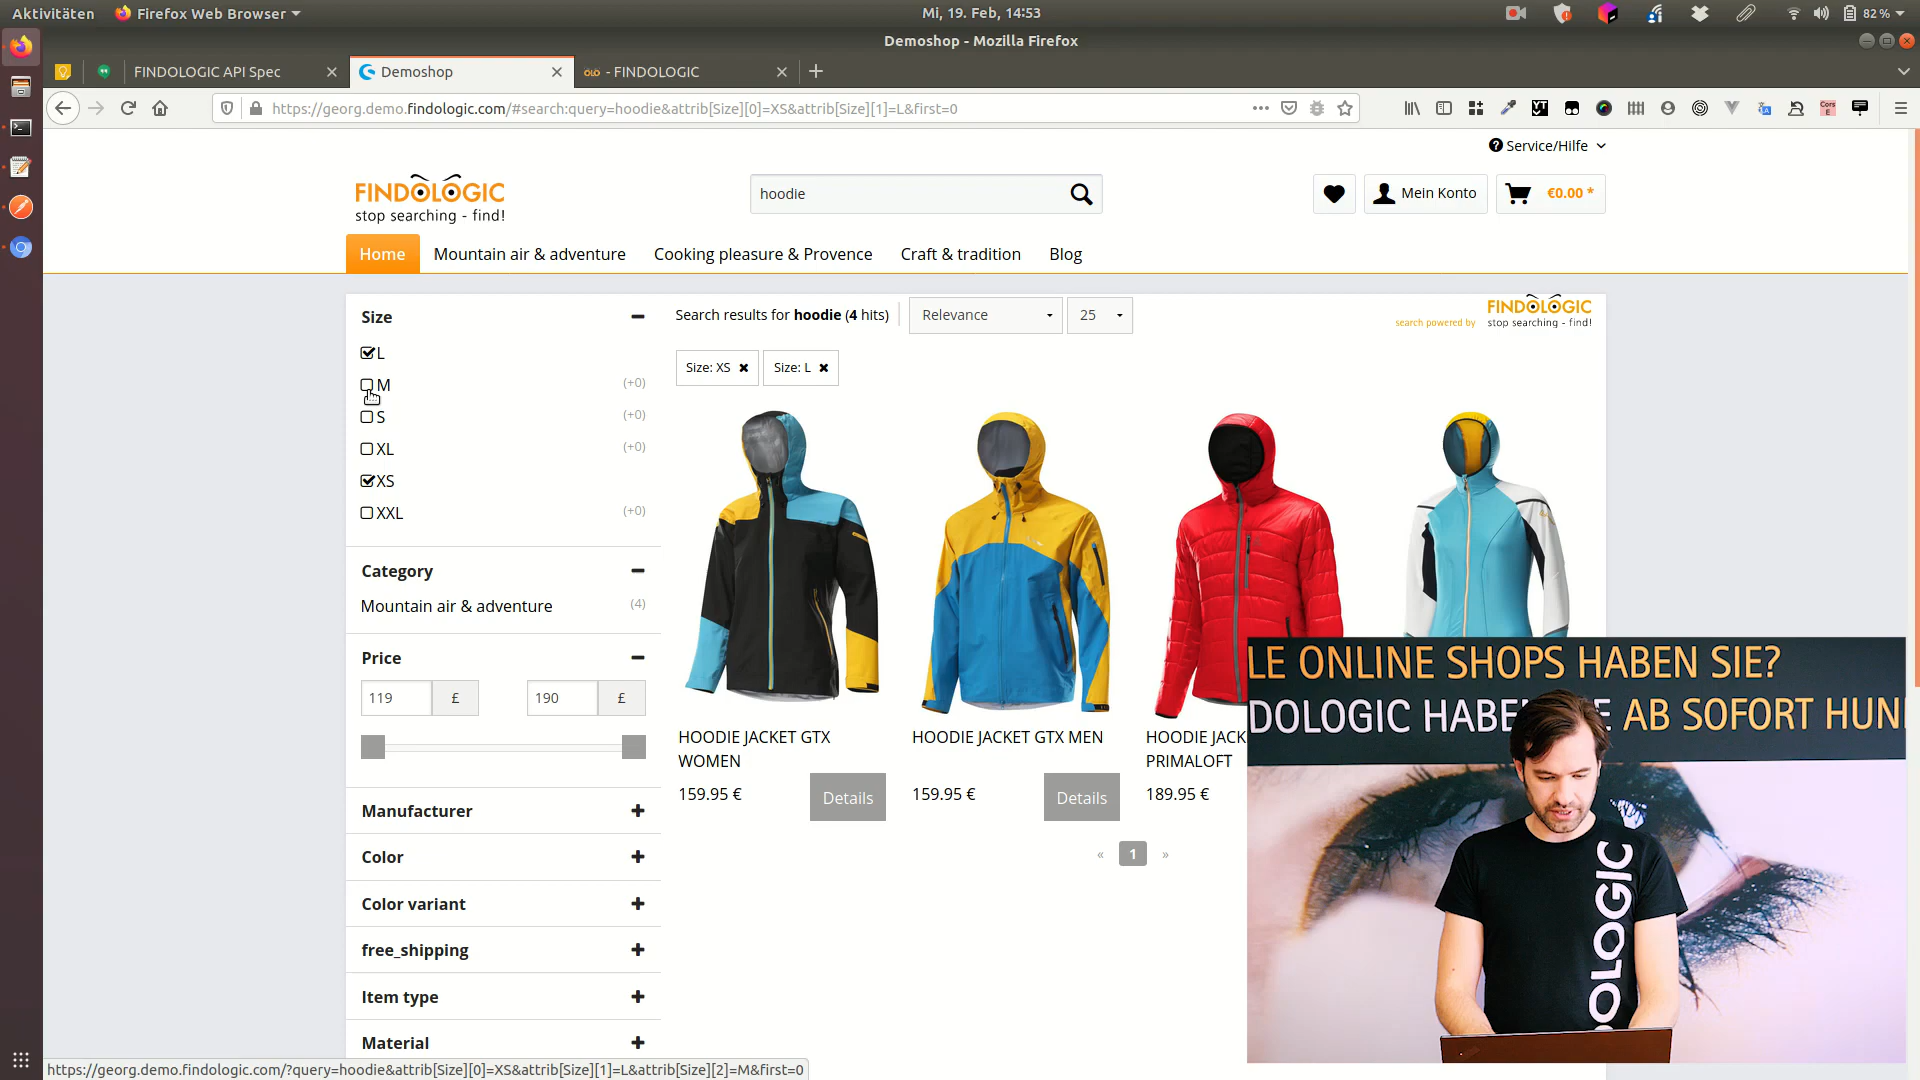 Aktivitäten
Firefox Web Browser
Mi, 19. Feb, 14:53
82 %
Demoshop - Mozilla Firefox
FINDOLOGIC API Spec
Demoshop
- FINDOLOGIC
https://georg.demo.findologic.com/#search:query=hoodie&attrib[Size][0]=XS&attrib[Size][1]=L&first=0
Service/Hilfe
FINDOLOGIC
stop searching - find!
hoodie
Mein Konto
€0.00 *
Home
Mountain air & adventure
Cooking pleasure & Provence
Craft & tradition
Blog
Size
L
M (+0)
S (+0)
XL (+0)
XS
XXL (+0)
Category
Mountain air & adventure (4)
Price
119 £
190 £
Manufacturer
Color
Color variant
free_shipping
Item type
Material
Search results for hoodie (4 hits)
Relevance
25
search powered by
FINDOLOGIC
stop searching - find!
Size: XS
Size: L
HOODIE JACKET GTX
WOMEN
159.95 €
Details
HOODIE JACKET GTX MEN
159.95 €
Details
HOODIE JACK
PRIMALOFT
189.95 €
« 1 »
LE ONLINE SHOPS HABEN SIE?
DOLOGIC HABE E AB SOFORT HUN
OLOGIC
https://georg.demo.findologic.com/?query=hoodie&attrib[Size][0]=XS&attrib[Size][1]=L&attrib[Size][2]=M&first=0